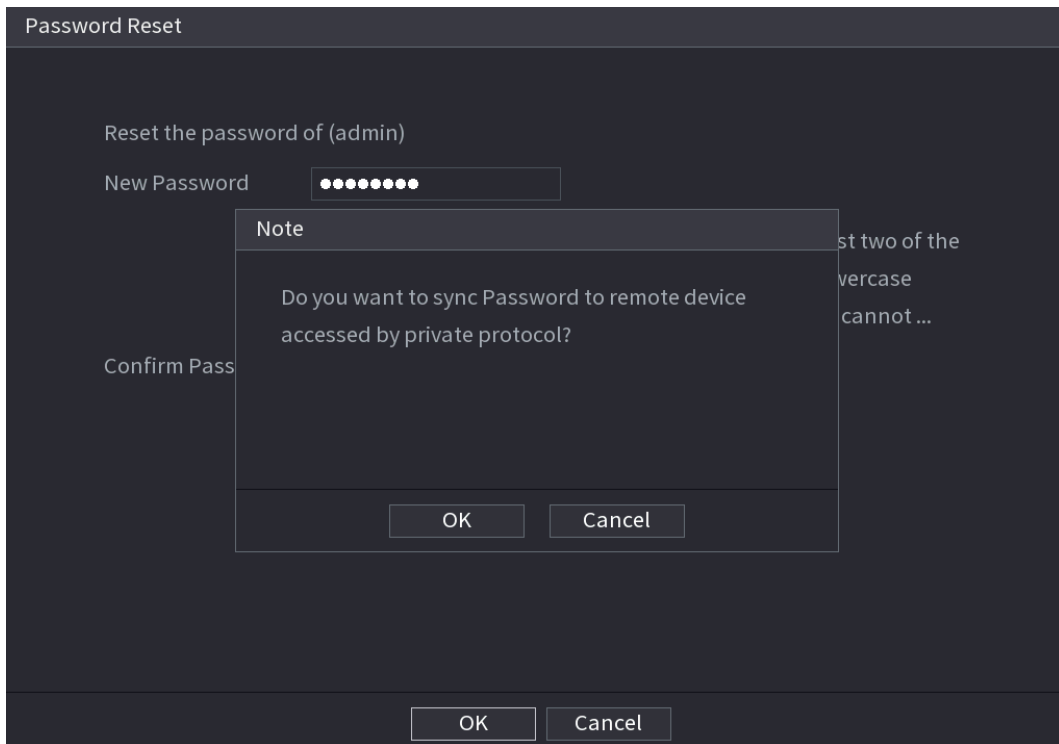 Password Reset
Reset the password of (admin)
New Password ●●●●●●●●
Note
st two of the
Do you want to sync Password to remote device
accessed by private protocol?
wercase
cannot ...
Confirm Pass
OK Cancel
OK Cancel